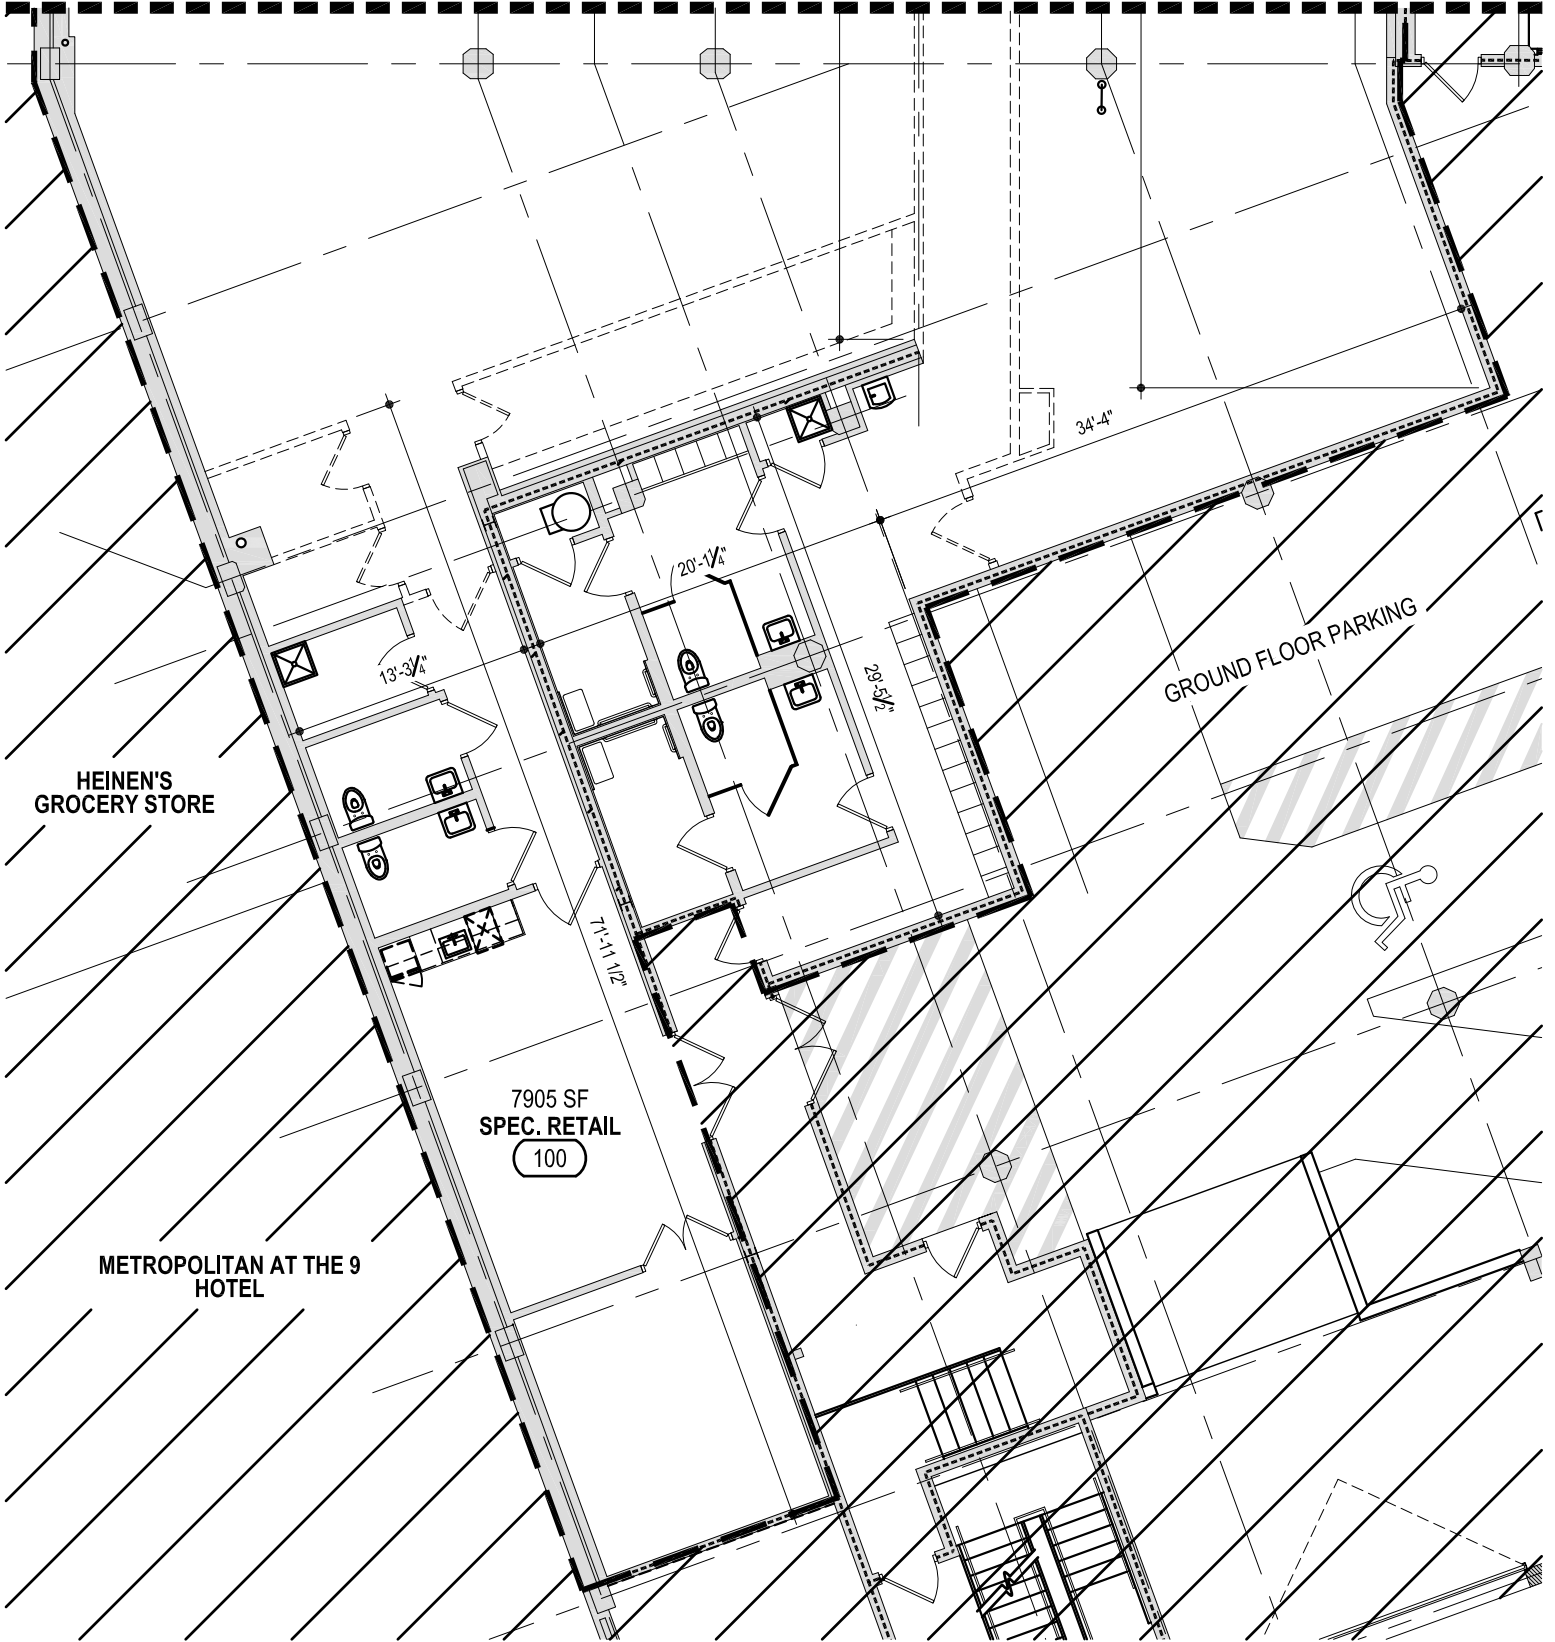 34'-4"
20'-1 1/4"
13'-3 1/4"
29'-5 1/2"
GROUND FLOOR PARKING
HEINEN'S
GROCERY STORE
71'-11 1/2"
7905 SF
SPEC. RETAIL
100
METROPOLITAN AT THE 9
HOTEL